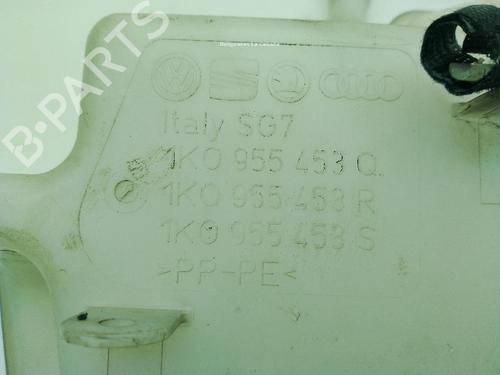 B-PARTS
Italy SG7
1K0 955 453 Q.
1K0 955 453 R
1K0 955 453 S
>PP-PE<